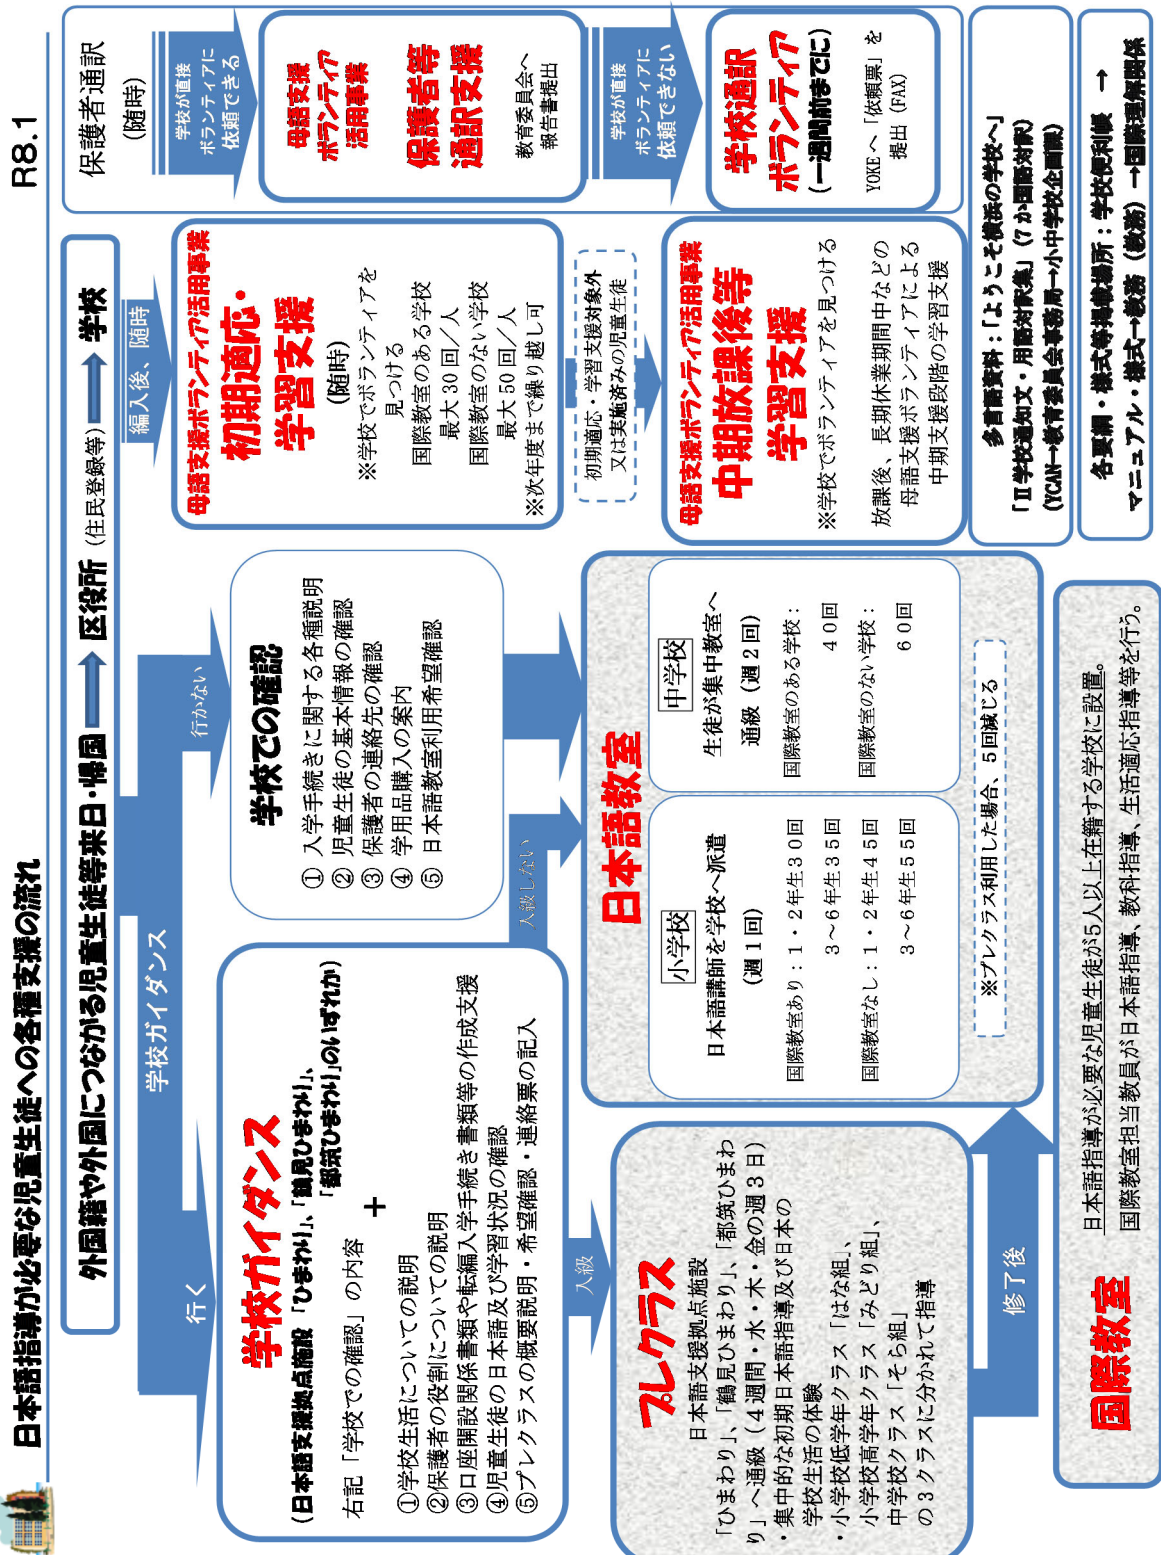 日本語指導が必要な児童生徒への各種支援の流れ
R8.1
外国籍や外国につながる児童生徒等来日・帰国
区役所
(住民登録等)
学校
学校ガイダンス
行く
行かない
編入後、随時
学校ガイダンス
(日本語支援拠点施設「ひまわり」、「鶴見ひまわり」、
「都筑ひまわり」のいずれか)
右記「学校での確認」の内容
+
①学校生活についての説明
②保護者の役割についての説明
③口座開設関係書類や転編入学手続き書類等の作成支援
④児童生徒の日本語及び学習状況の確認
⑤プレクラスの概要説明・希望確認・連絡票の記入
学校での確認
① 入学手続きに関する各種説明
② 児童生徒の基本情報の確認
③ 保護者の連絡先の確認
④ 学用品購入の案内
⑤ 日本語教室利用希望確認
入級
入級しない
プレクラス
日本語支援拠点施設
「ひまわり」、「鶴見ひまわり」、「都筑ひまわ
り」へ通級(4週間・水・木・金の週3日)
・集中的な初期日本語指導及び日本の
学校生活の体験
・小学校低学年クラス「はな組」、
小学校高学年クラス「みどり組」、
中学校クラス「そら組」
の3クラスに分かれて指導
修了後
日本語教室
小学校
日本語講師を学校へ派遣
(週1回)
国際教室あり:1・2年生30回
3~6年生35回
国際教室なし:1・2年生45回
3~6年生55回
中学校
生徒が集中教室へ
通級(週2回)
国際教室のある学校:
40回
国際教室のない学校:
60回
※プレクラス利用した場合、5回減じる
国際教室
日本語指導が必要な児童生徒が5人以上在籍する学校に設置。
国際教室担当教員が日本語指導、教科指導、生活適応指導等を行う。
母語支援ボランティア活用事業
初期適応・
学習支援
(随時)
※学校でボランティアを
見つける
国際教室のある学校
最大30回/人
国際教室のない学校
最大50回/人
※次年度まで繰り越し可
初期適応・学習支援対象外
又は実施済みの児童生徒
母語支援ボランティア活用事業
中期放課後等
学習支援
※学校でボランティアを見つける
放課後、長期休業期間中などの
母語支援ボランティアによる
中期支援段階の学習支援
保護者通訳
(随時)
学校が直接
ボランティアに
依頼できる
母語支援
ボランティア
活用事業
保護者等
通訳支援
教育委員会へ
報告書提出
学校が直接
ボランティアに
依頼できない
学校通訳
ボランティア
(一週間前までに)
YOKEへ「依頼票」を
提出(FAX)
多言語資料:「ようこそ横浜の学校へ」
「Ⅱ学校通知文・用語対訳集」(7か国語対訳)
(YCAN→教育委員会事務局→小中学校企画課)
各要綱・様式等掲載場所:学校便利帳 →
マニュアル・様式→教務(教務)→国際理解関係